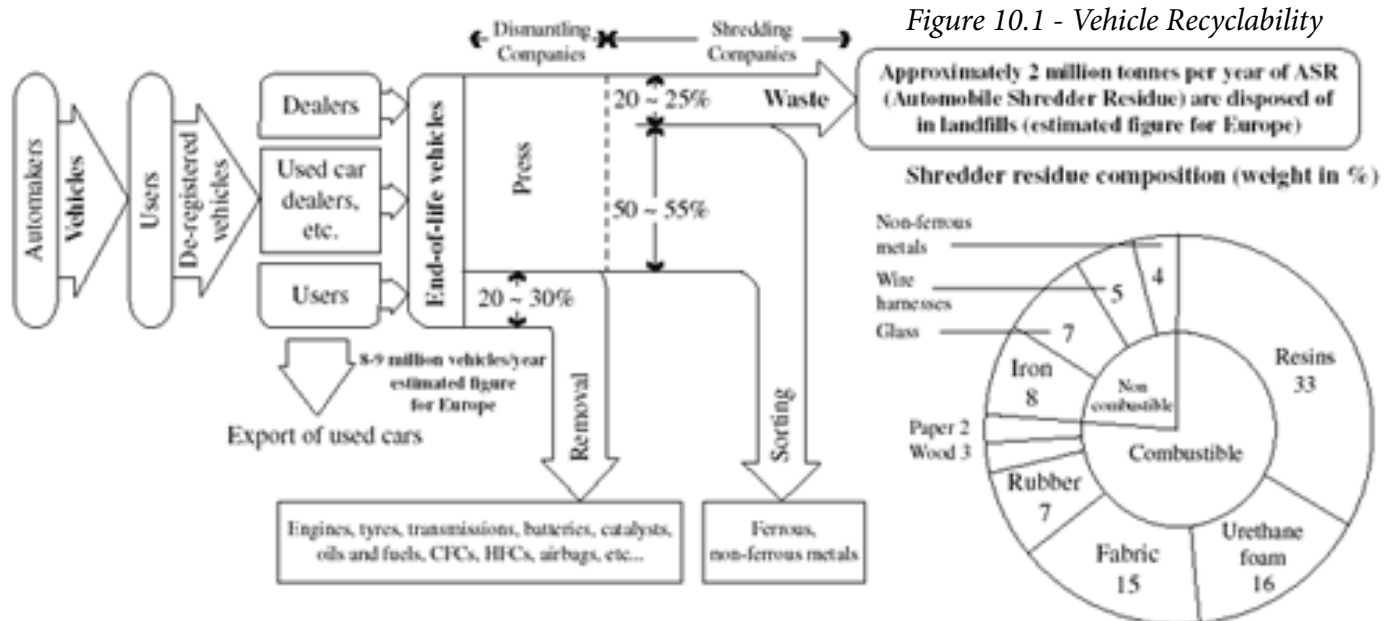 Figure 10.1 - Vehicle Recyclability
Automakers
Vehicles
Users
De-registered
vehicles
Dealers
Used car
dealers,
etc.
Users
Export of used cars
8-9 million vehicles/year
estimated figure
for Europe
End-of-life vehicles
Dismantling
Companies
Shredding
Companies
Press
20 ~ 25%
50 ~ 55%
20 ~ 30%
Waste
Removal
Sorting
Engines, tyres, transmissions, batteries, catalysts,
oils and fuels, CFCs, HFCs, airbags, etc...
Ferrous,
non-ferrous metals
Approximately 2 million tonnes per year of ASR
(Automobile Shredder Residue) are disposed of
in landfills (estimated figure for Europe)
Shredder residue composition (weight in %)
Non-ferrous
metals
4
Wire
harnesses
5
Glass
7
Iron
8
Paper 2
Wood 3
Rubber
7
Fabric
15
Urethane
foam
16
Resins
33
Non
combustible
Combustible